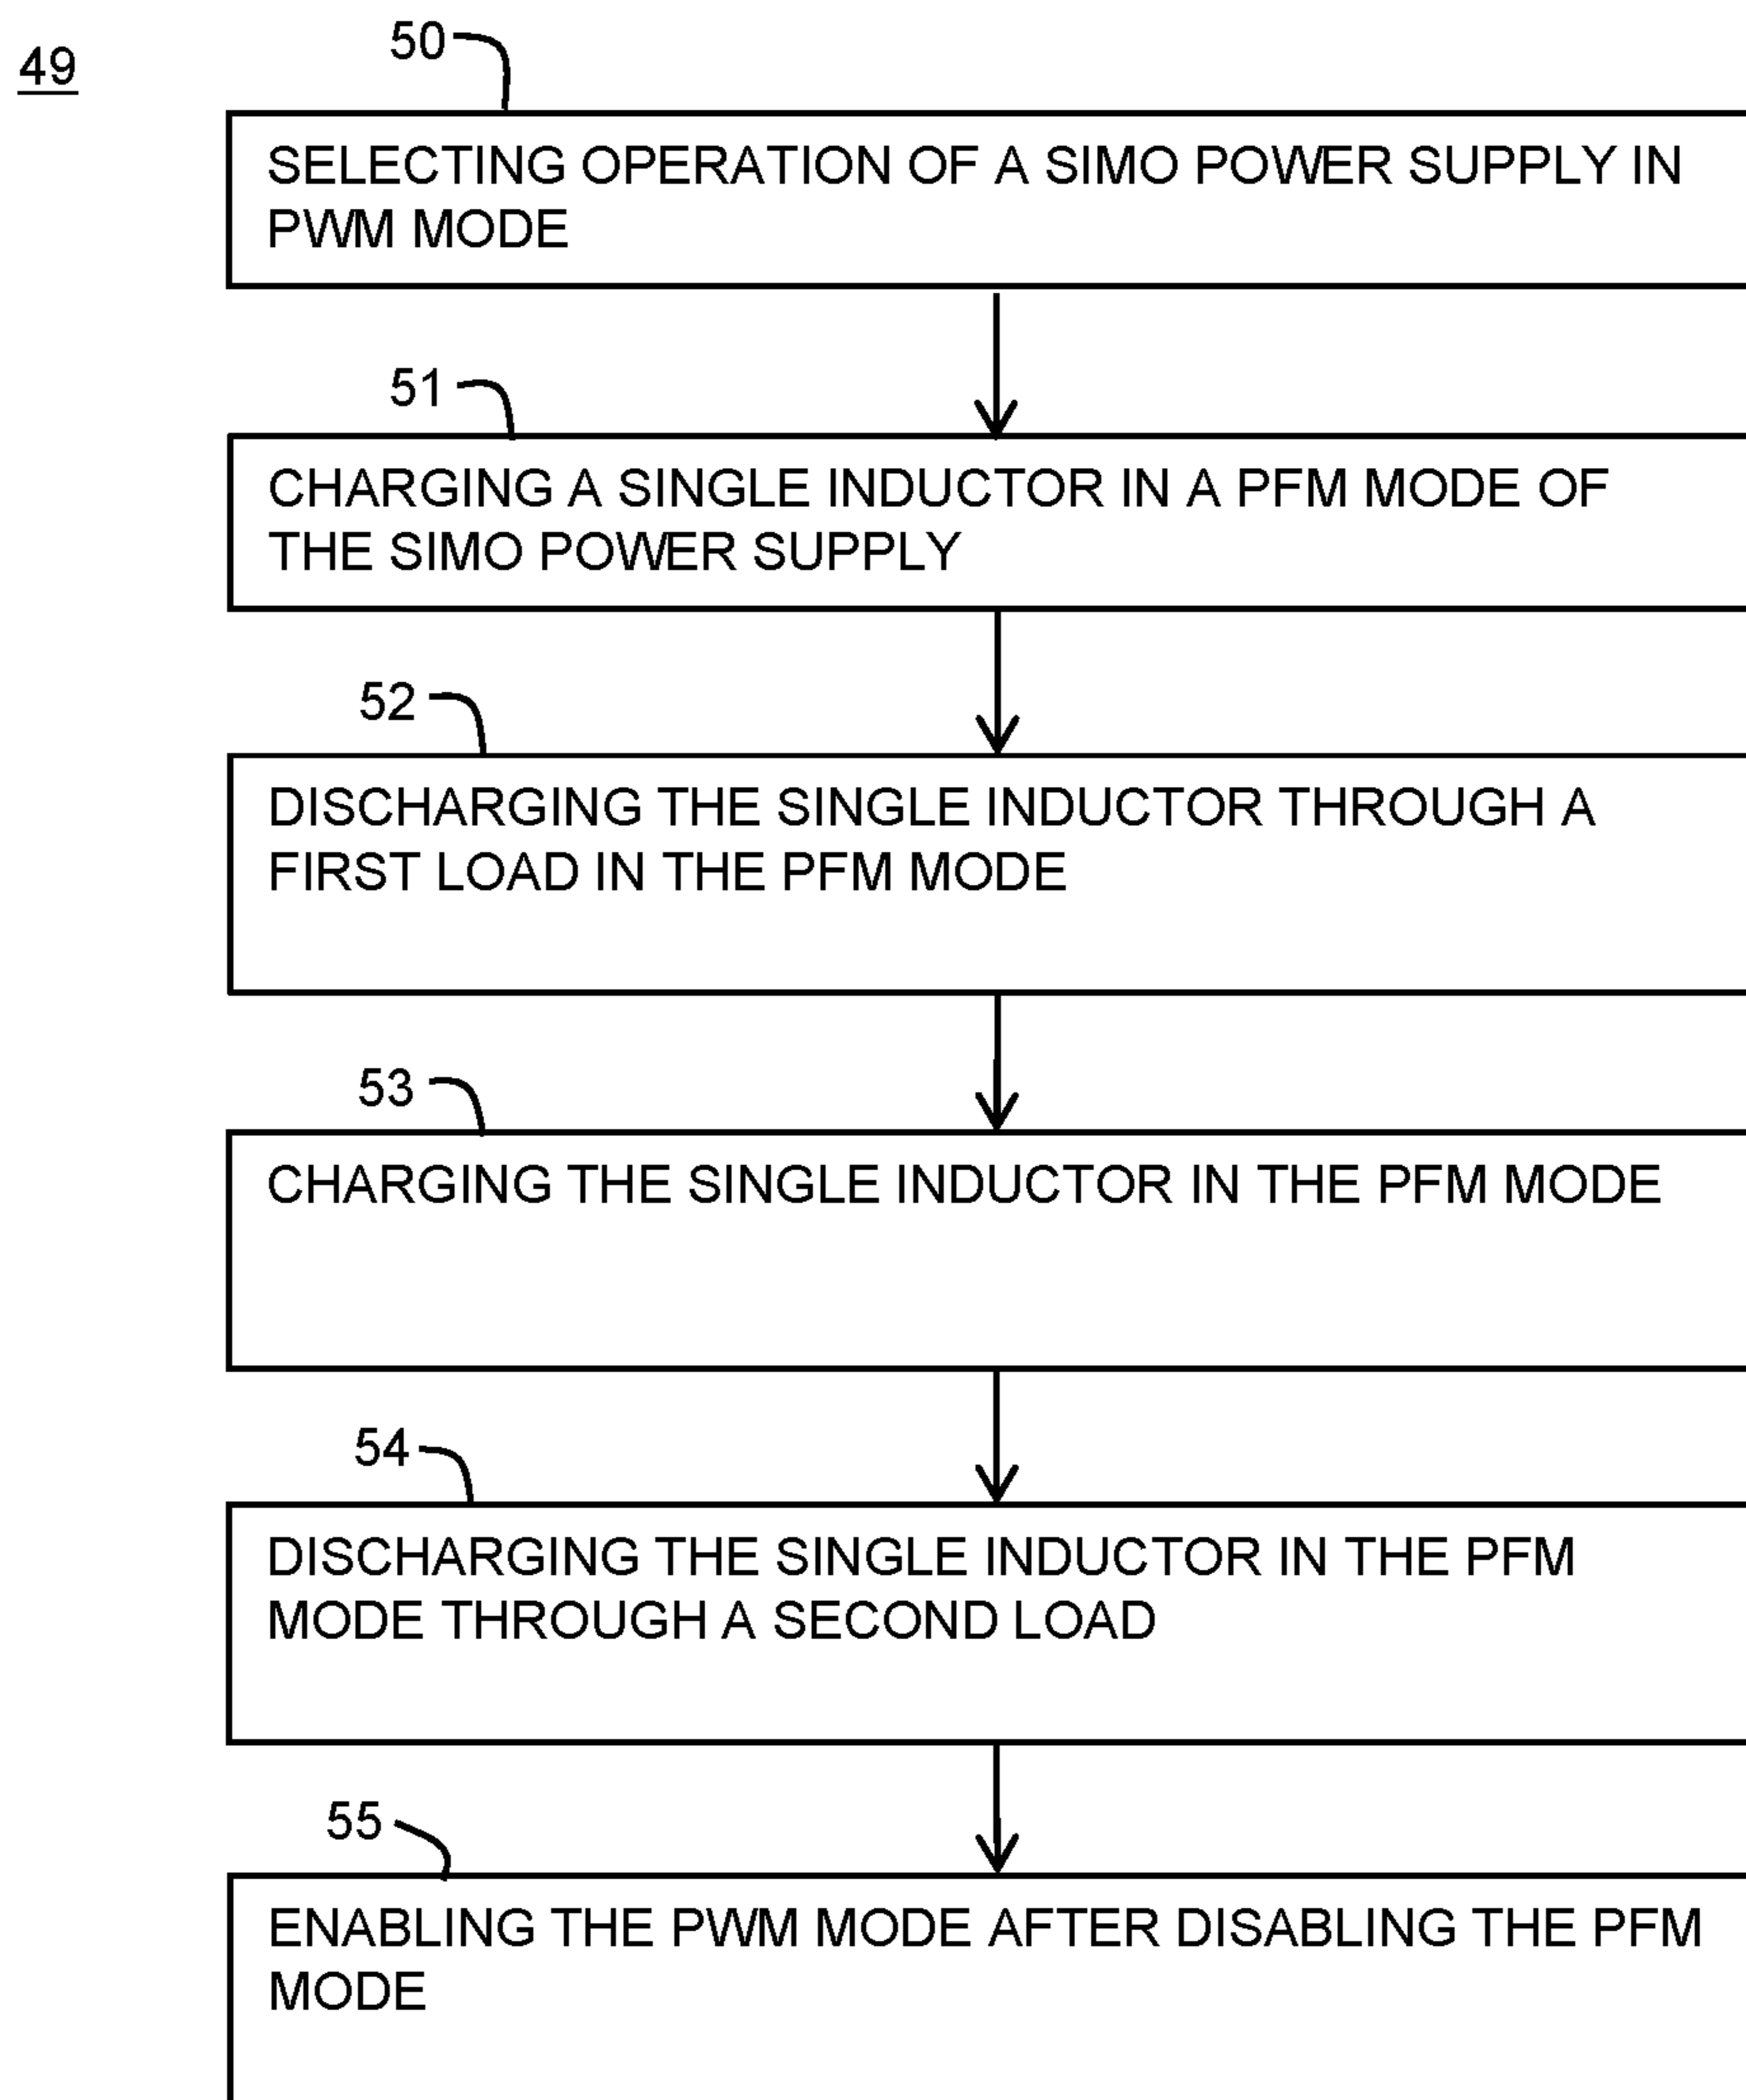 49
50
SELECTING OPERATION OF A SIMO POWER SUPPLY IN
PWM MODE
51
CHARGING A SINGLE INDUCTOR IN A PFM MODE OF
THE SIMO POWER SUPPLY
52
DISCHARGING THE SINGLE INDUCTOR THROUGH A
FIRST LOAD IN THE PFM MODE
53
CHARGING THE SINGLE INDUCTOR IN THE PFM MODE
54
DISCHARGING THE SINGLE INDUCTOR IN THE PFM
MODE THROUGH A SECOND LOAD
55
ENABLING THE PWM MODE AFTER DISABLING THE PFM
MODE